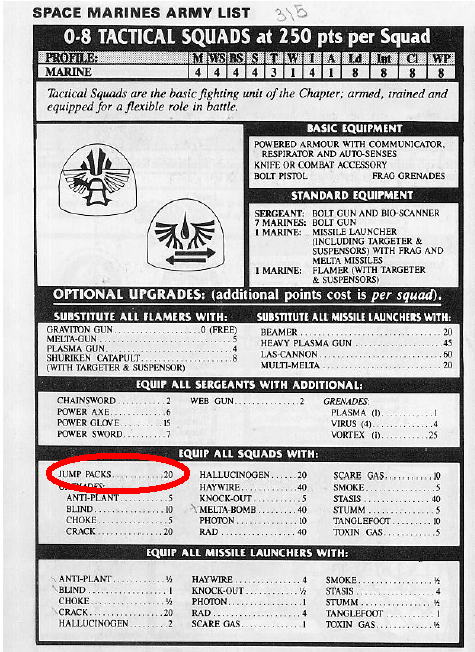 SPACE MARINES ARMY LIST 315
0-8 TACTICAL SQUADS at 250 pts per Squad
PROFILE: M WS BS S T W I A Ld Int Cl WP
MARINE 4 4 4 4 3 1 4 1 8 8 8 8
Tactical Squads are the basic fighting unit of the Chapter; armed, trained and
equipped for a flexible role in battle.
BASIC EQUIPMENT
POWERED ARMOUR WITH COMMUNICATOR,
RESPIRATOR AND AUTO-SENSES
KNIFE OR COMBAT ACCESSORY
BOLT PISTOL FRAG GRENADES
STANDARD EQUIPMENT
SERGEANT: BOLT GUN AND BIO-SCANNER
7 MARINES: BOLT GUN
1 MARINE: MISSILE LAUNCHER
(INCLUDING TARGETER &
SUSPENSORS) WITH FRAG AND
MELTA MISSILES
1 MARINE: FLAMER (WITH TARGETER
& SUSPENSORS)
OPTIONAL UPGRADES: (additional points cost is per squad).
SUBSTITUTE ALL FLAMERS WITH:
GRAVITON GUN..................0 (FREE)
MELTA-GUN..................5
PLASMA GUN..................4
SHURIKEN CATAPULT..................8
(WITH TARGETER & SUSPENSOR)
SUBSTITUTE ALL MISSILE LAUNCHERS WITH:
BEAMER..................20
HEAVY PLASMA GUN..................45
LAS-CANNON..................60
MULTI-MELTA..................20
EQUIP ALL SERGEANTS WITH ADDITIONAL:
CHAINSWORD............2
POWER AXE............6
POWER GLOVE............15
POWER SWORD............7
WEB GUN............2
GRENADES:
PLASMA (1)............1
VIRUS (4)............4
VORTEX (1)............25
EQUIP ALL SQUADS WITH:
JUMP PACKS............20
GRENADES:
ANTI-PLANT............5
BLIND............10
CHOKE............5
CRACK............20
HALLUCINOGEN............20
HAYWIRE............40
KNOCK-OUT............5
MELTA-BOMB............40
PHOTON............10
RAD............40
SCARE GAS............10
SMOKE............5
STASIS............40
STUMM............5
TANGLEFOOT............10
TOXIN GAS............5
EQUIP ALL MISSILE LAUNCHERS WITH:
ANTI-PLANT............½
BLIND............1
CHOKE............½
CRACK............20
HALLUCINOGEN............2
HAYWIRE............4
KNOCK-OUT............½
PHOTON............1
RAD............4
SCARE GAS............1
SMOKE............½
STASIS............4
STUMM............½
TANGLEFOOT............1
TOXIN GAS............½